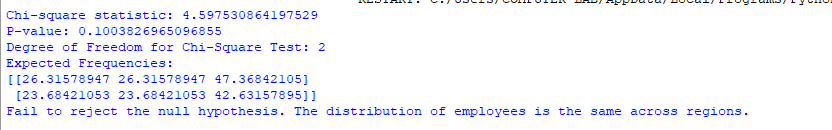 RESTART: C:/Users/COMPUTER LAB/AppData/Local/Programs/Pytho
Chi-square statistic: 4.597530864197529
P-value: 0.1003826965096855
Degree of Freedom for Chi-Square Test: 2
Expected Frequencies:
[[26.31578947 26.31578947 47.36842105]
[23.68421053 23.68421053 42.63157895]]
Fail to reject the null hypothesis. The distribution of employees is the same across regions.